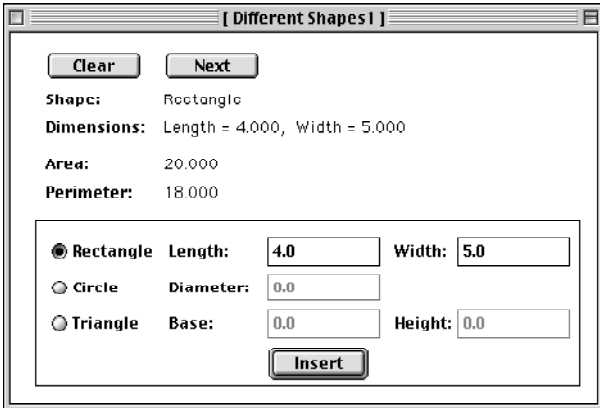 [ Different Shapes1 ]
Clear Next
Shape: Rectangle
Dimensions: Length = 4.000, Width = 5.000
Area: 20.000
Perimeter: 18.000
Rectangle Length: 4.0 Width: 5.0
Circle Diameter: 0.0
Triangle Base: 0.0 Height: 0.0
Insert